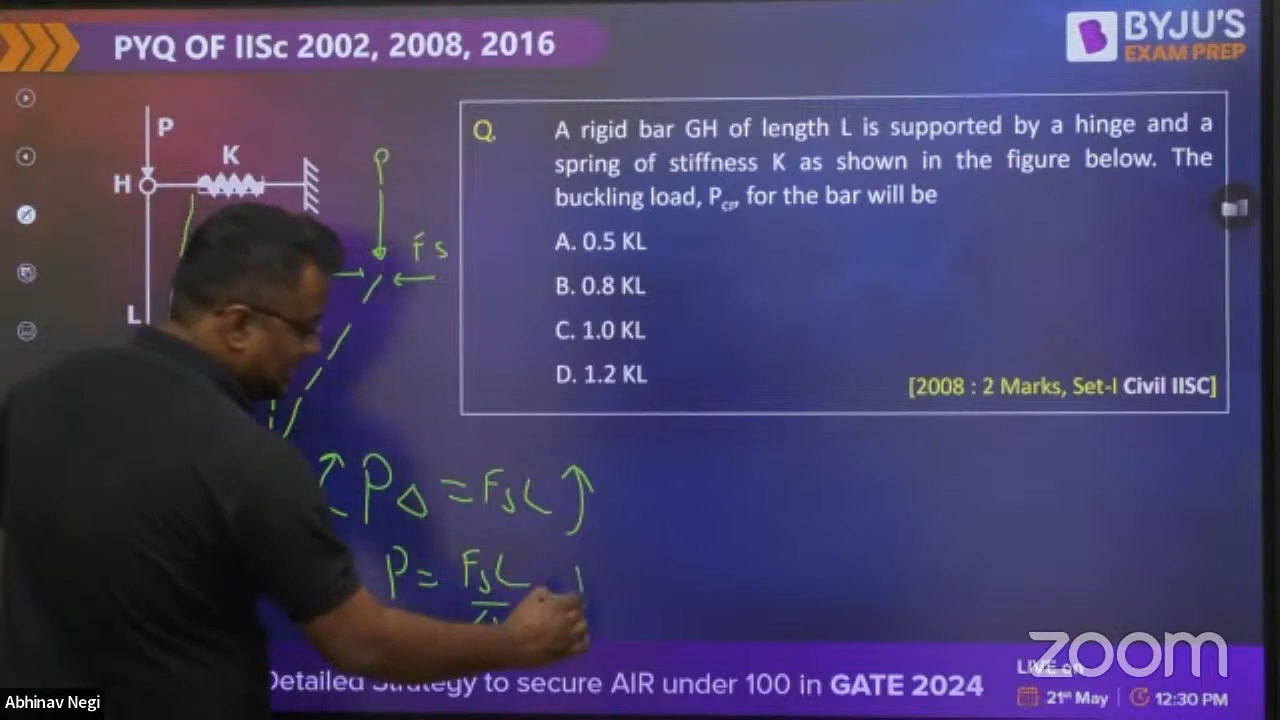 PYQ OF IISc 2002, 2008, 2016
BYJU'S
EXAM PREP
P
K
H
L
P
Fs
Q. A rigid bar GH of length L is supported by a hinge and a
spring of stiffness K as shown in the figure below. The
buckling load, Pcr, for the bar will be
A. 0.5 KL
B. 0.8 KL
C. 1.0 KL
D. 1.2 KL
[2008 : 2 Marks, Set-I Civil IISC]
PΔ = FsL
P = FsL
zoom
Detailed Strategy to secure AIR under 100 in GATE 2024
LIVE on
21st May | 12:30 PM
Abhinav Negi